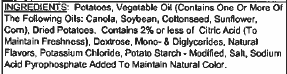 INGREDIENTS: Potatoes, Vegetable Oil (Contains One or More Of
The Following Oils: Canola, Soybean, Cottonseed, Sunflower,
Corn), Dried Potatoes. Contains 2% or less of Citric Acid (To
Maintain Freshness), Dextrose, Mono- & Diglycerides, Natural
Flavors, Potassium Chloride, Potato Starch - Modified, Salt, Sodium
Acid Pyrophosphate Added To Maintain Natural Color.